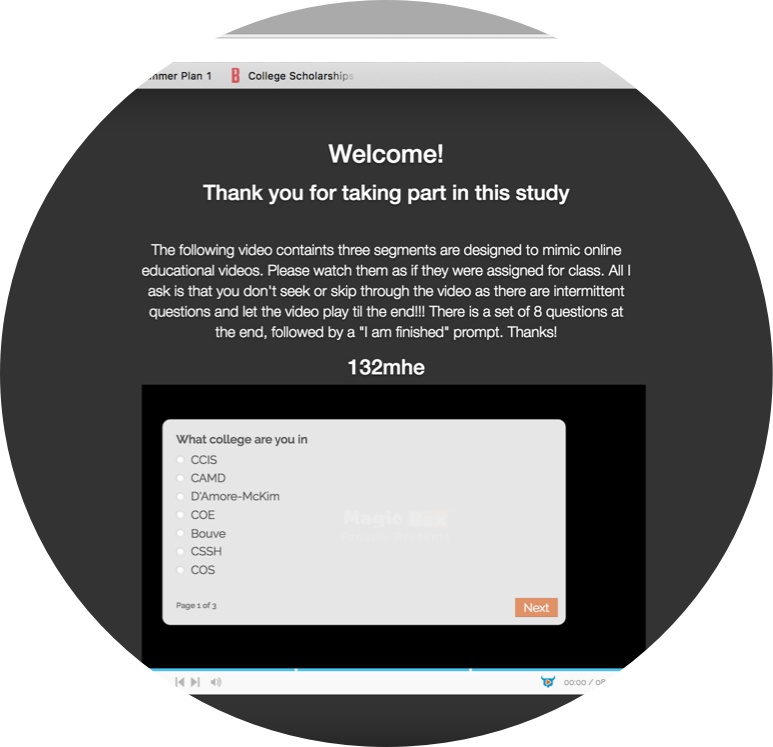 mmer Plan 1 B College Scholarships
Welcome!
Thank you for taking part in this study
The following video containts three segments are designed to mimic online
educational videos. Please watch them as if they were assigned for class. All I
ask is that you don't seek or skip through the video as there are intermittent
questions and let the video play til the end!!! There is a set of 8 questions at
the end, followed by a "I am finished" prompt. Thanks!
132mhe
What college are you in
CCIS
CAMD
D'Amore-McKim
COE
Bouve
CSSH
COS
Magic
Page 1 of 3
Next
00:00 / 08